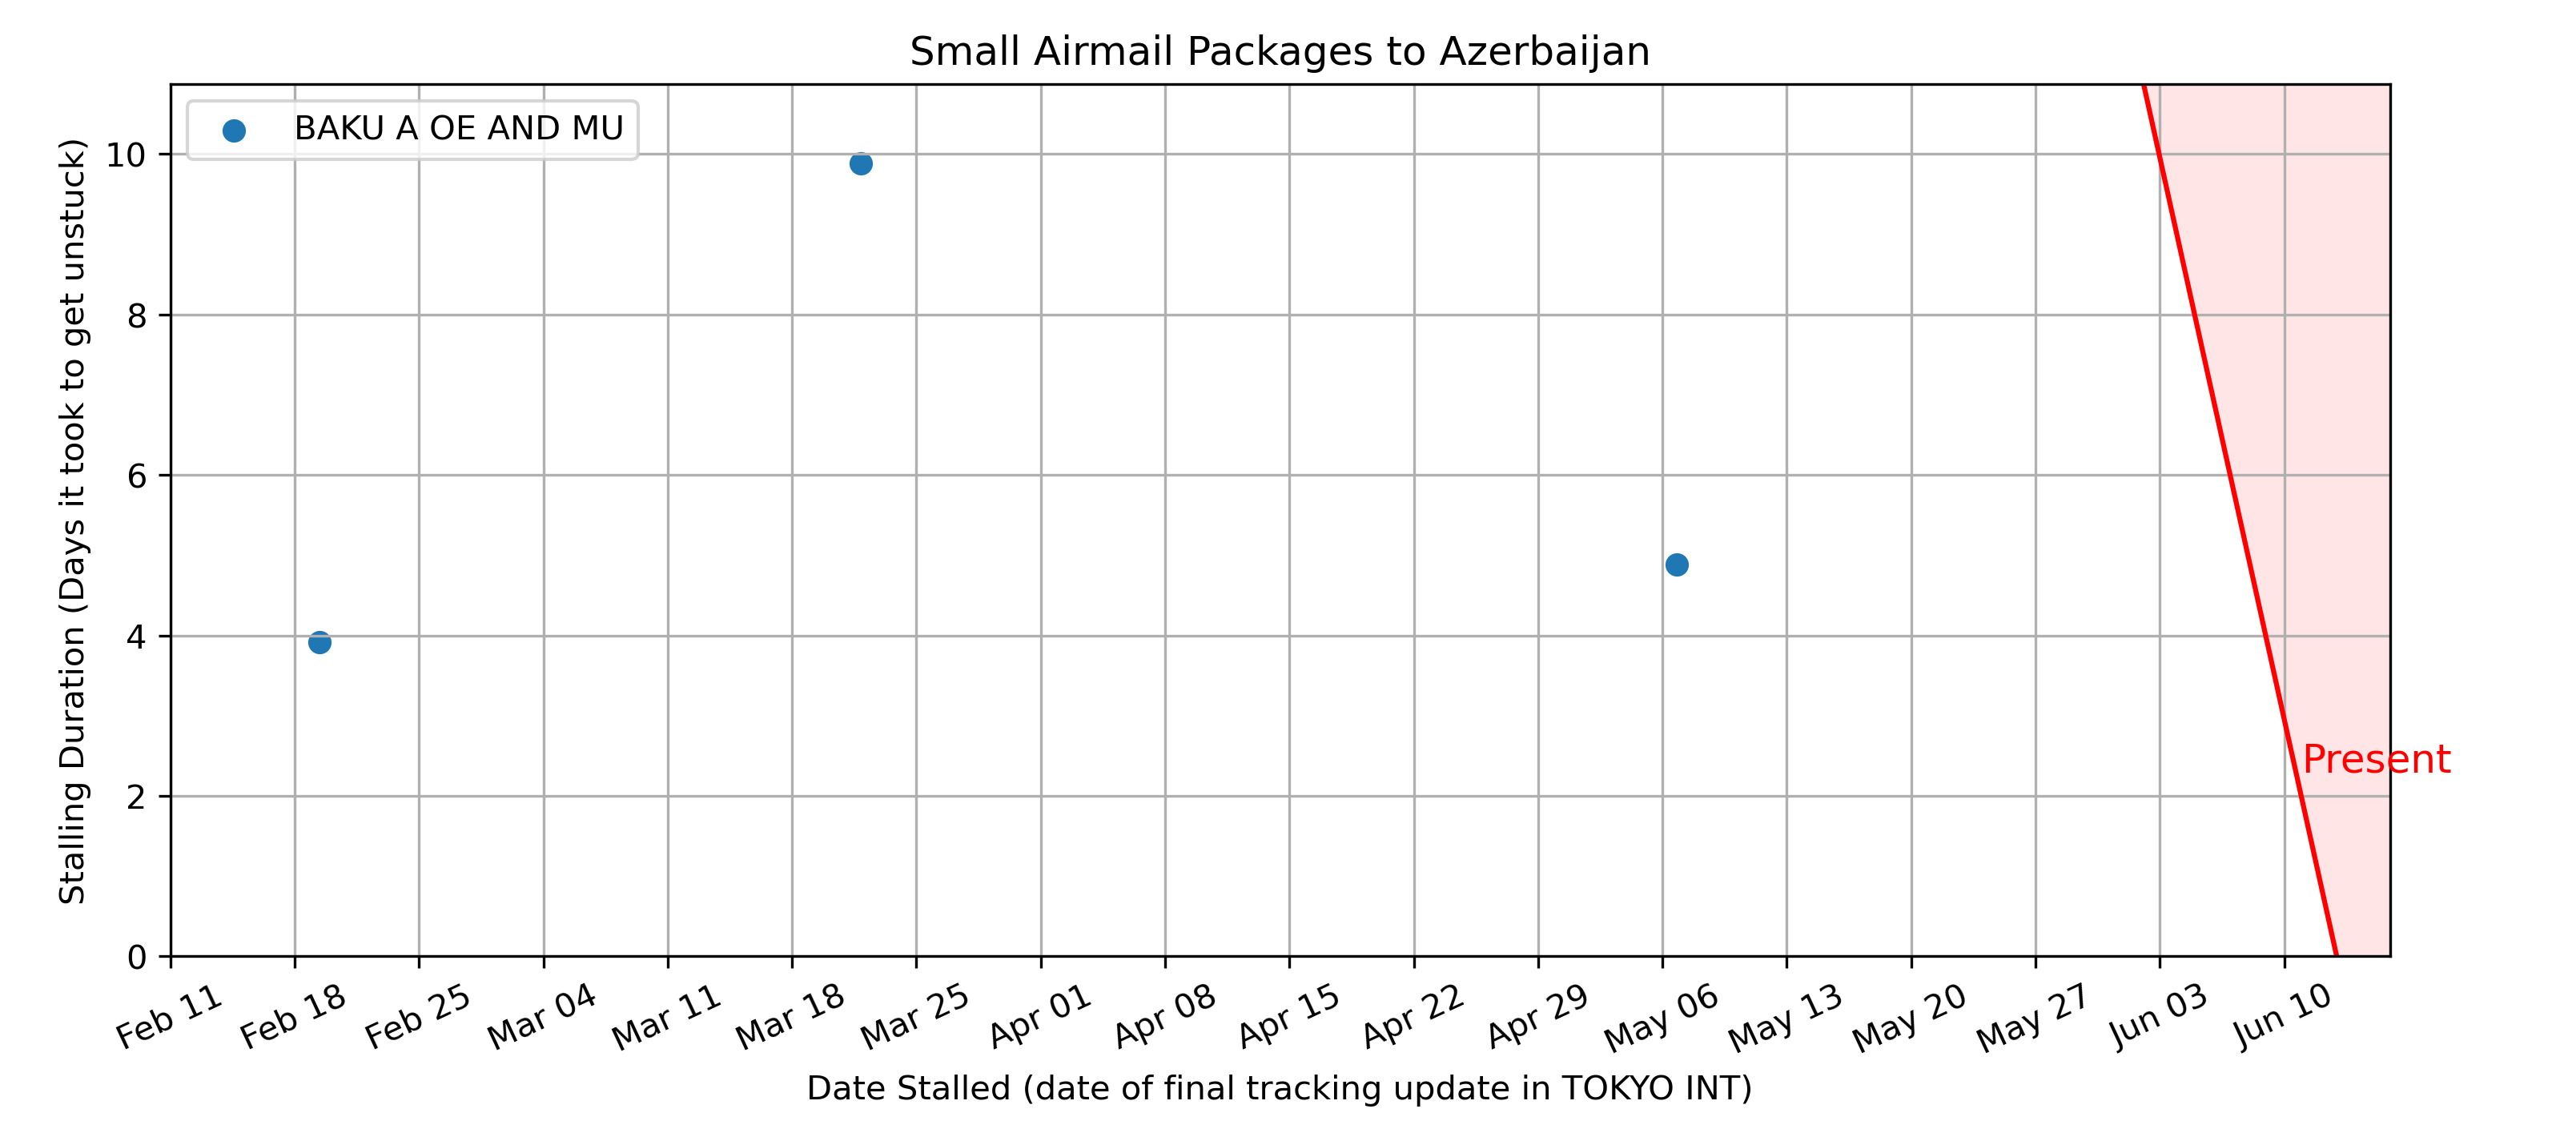 Small Airmail Packages to Azerbaijan
BAKU A OE AND MU
Stalling Duration (Days it took to get unstuck)
10
8
6
4
2
0
Present
Feb 11
Feb 18
Feb 25
Mar 04
Mar 11
Mar 18
Mar 25
Apr 01
Apr 08
Apr 15
Apr 22
Apr 29
May 06
May 13
May 20
May 27
Jun 03
Jun 10
Date Stalled (date of final tracking update in TOKYO INT)